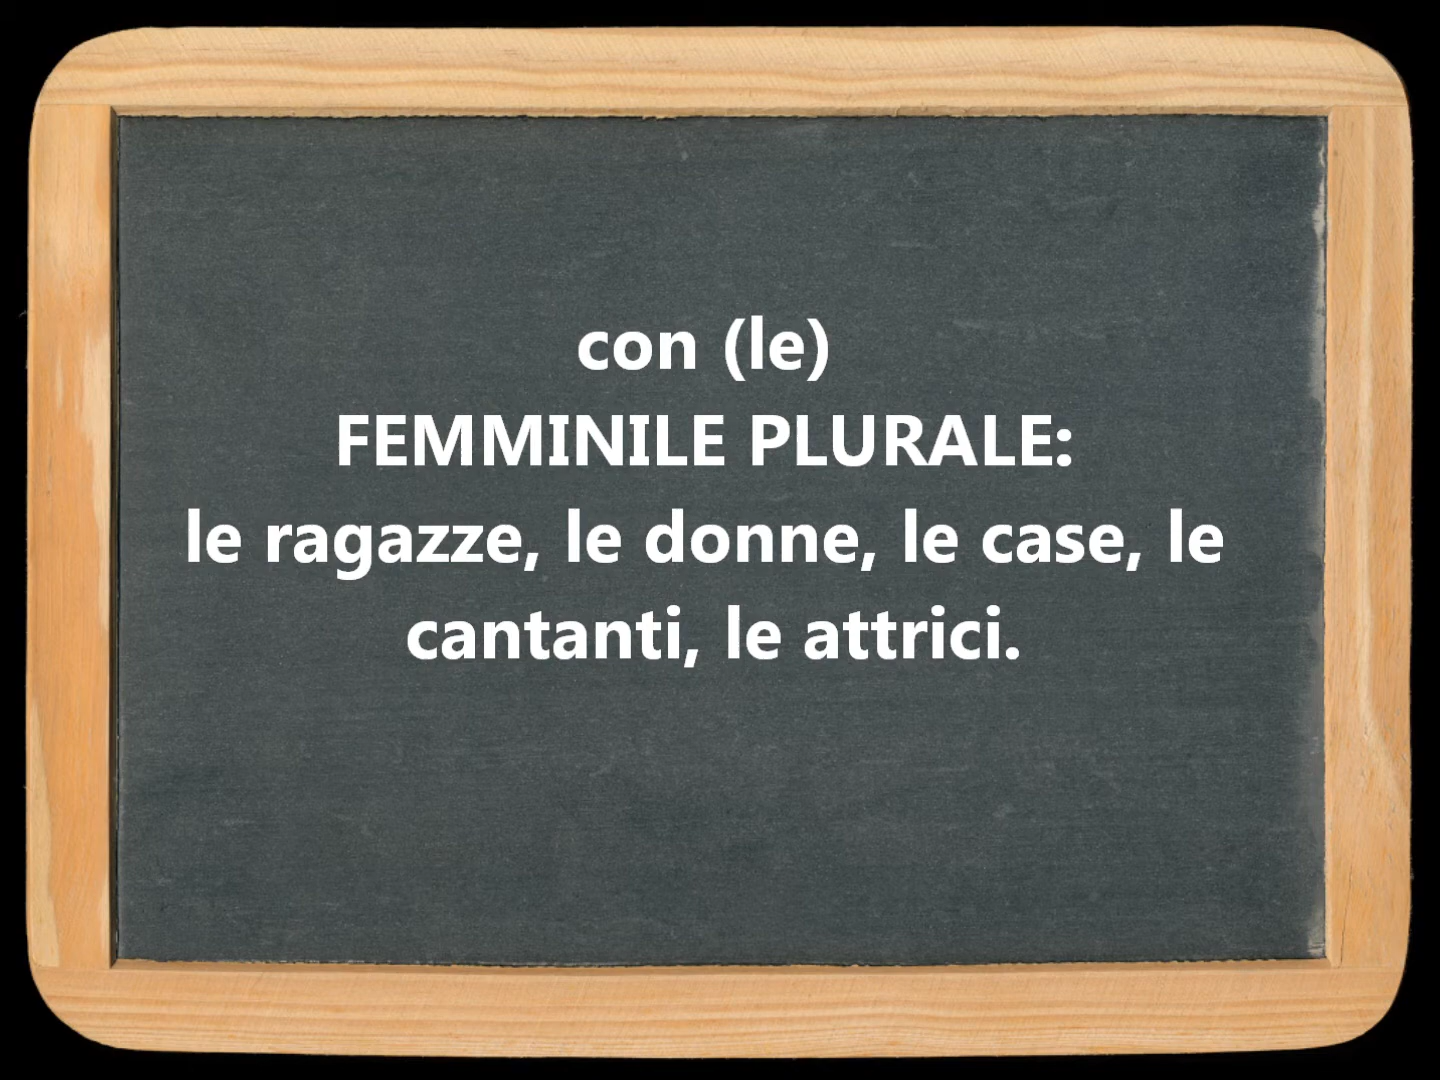 con (le)
FEMMINILE PLURALE:
le ragazze, le donne, le case, le
cantanti, le attrici.